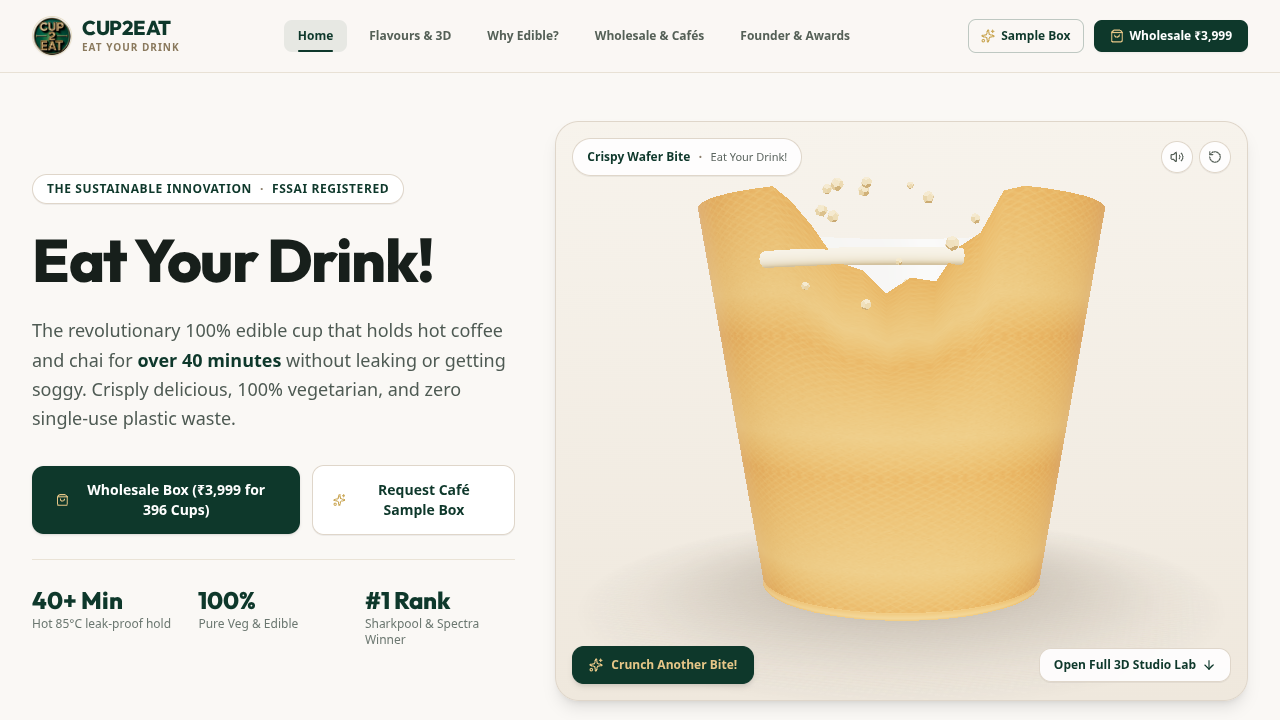 CUP
2
EAT
CUP2EAT
EAT YOUR DRINK
Home
Flavours & 3D
Why Edible?
Wholesale & Cafés
Founder & Awards
Sample Box
Wholesale ₹3,999
THE SUSTAINABLE INNOVATION · FSSAI REGISTERED
Eat Your Drink!
The revolutionary 100% edible cup that holds hot coffee
and chai for over 40 minutes without leaking or getting
soggy. Crisply delicious, 100% vegetarian, and zero
single-use plastic waste.
Wholesale Box (₹3,999 for
396 Cups)
Request Café
Sample Box
40+ Min
Hot 85°C leak-proof hold
100%
Pure Veg & Edible
#1 Rank
Sharkpool & Spectra
Winner
Crispy Wafer Bite · Eat Your Drink!
Crunch Another Bite!
Open Full 3D Studio Lab